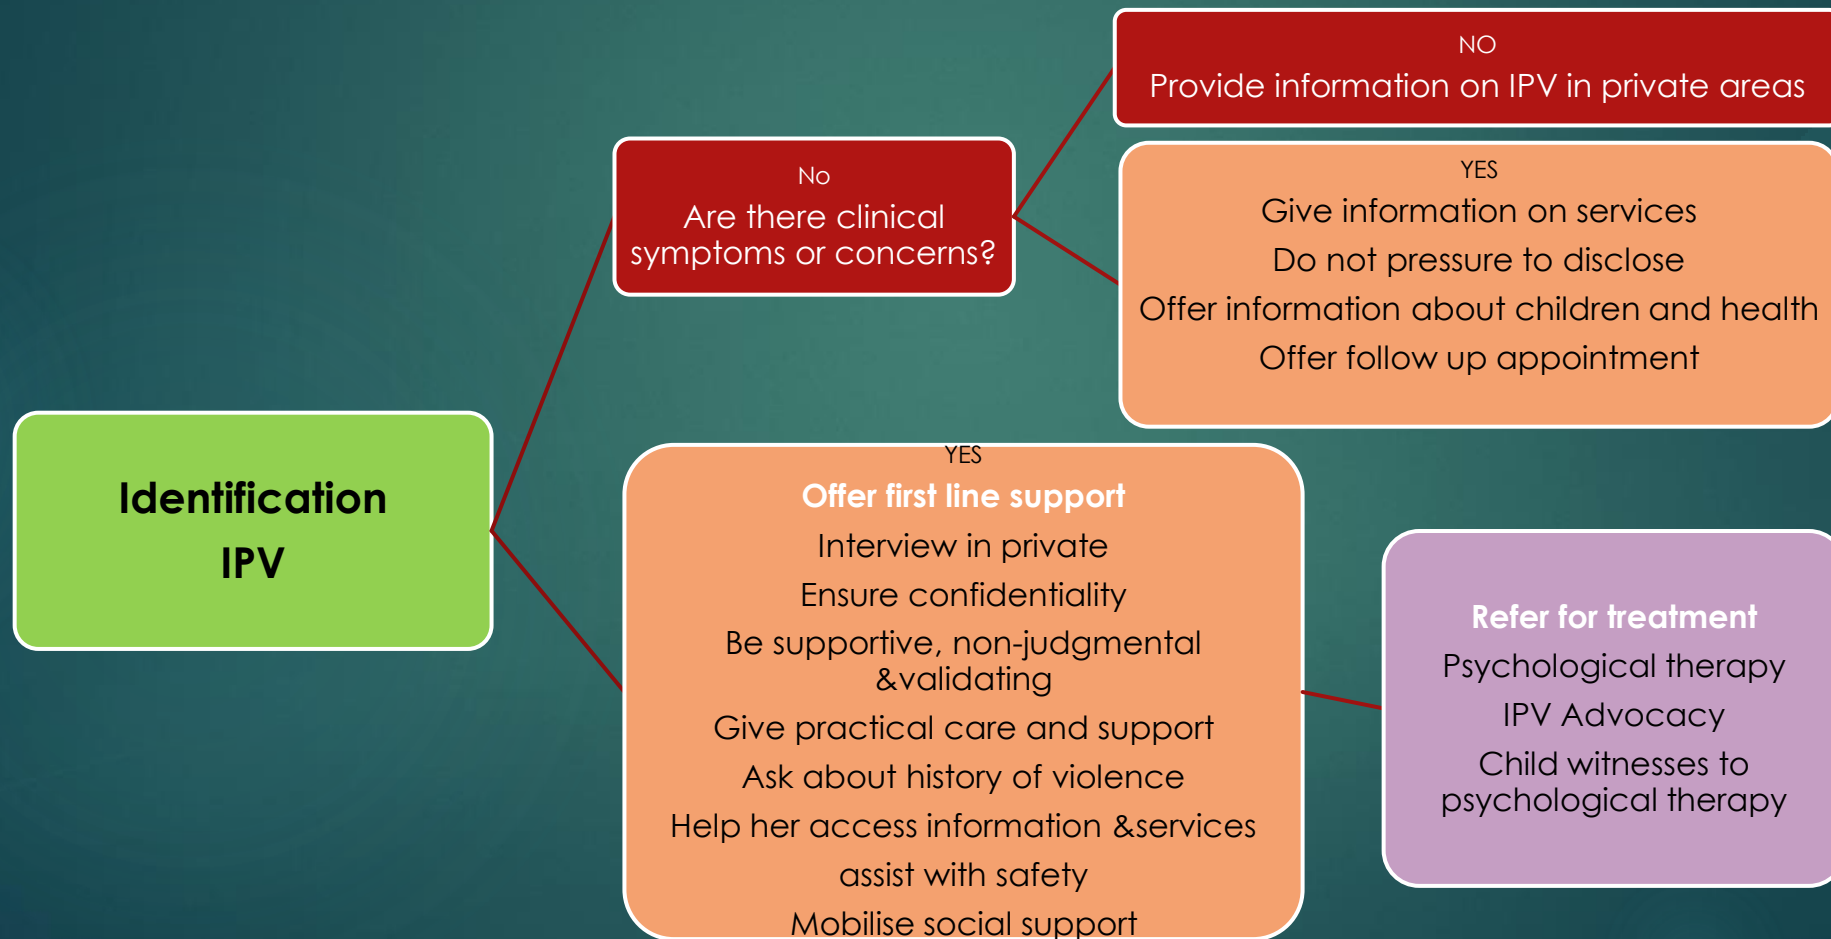 NO
Provide information on IPV in private areas
No
Are there clinical
symptoms or concerns?
YES
Give information on services
Do not pressure to disclose
Offer information about children and health
Offer follow up appointment
Identification
IPV
YES
Offer first line support
Interview in private
Ensure confidentiality
Be supportive, non-judgmental
&validating
Give practical care and support
Ask about history of violence
Help her access information &services
assist with safety
Mobilise social support
Refer for treatment
Psychological therapy
IPV Advocacy
Child witnesses to
psychological therapy